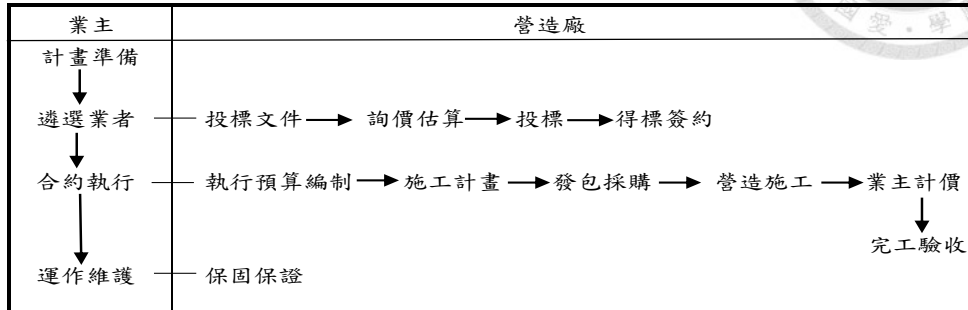 業主 營造廠
計畫準備
遴選業者 投標文件 詢價估算 投標 得標簽約
合約執行 執行預算編制 施工計畫 發包採購 營造施工 業主計價
完工驗收
運作維護 保固保證
國 愛 · 學